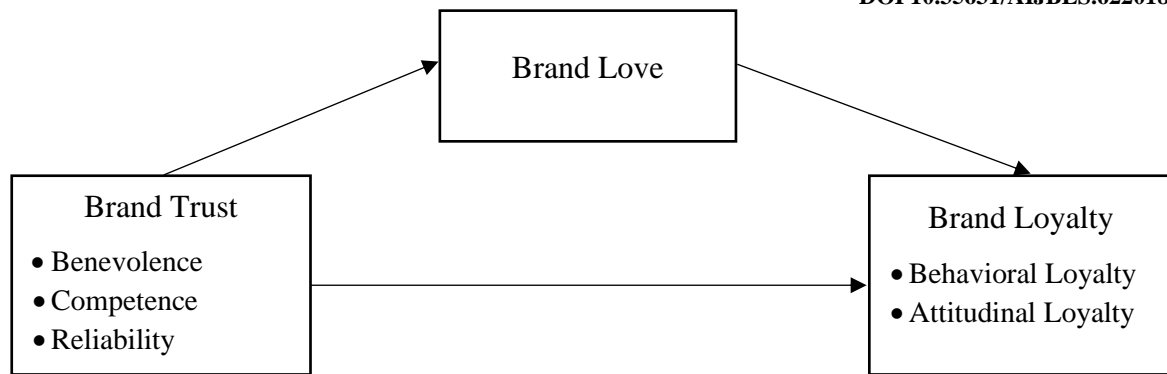 Brand Love
Brand Trust
• Benevolence
• Competence
• Reliability
Brand Loyalty
• Behavioral Loyalty
• Attitudinal Loyalty